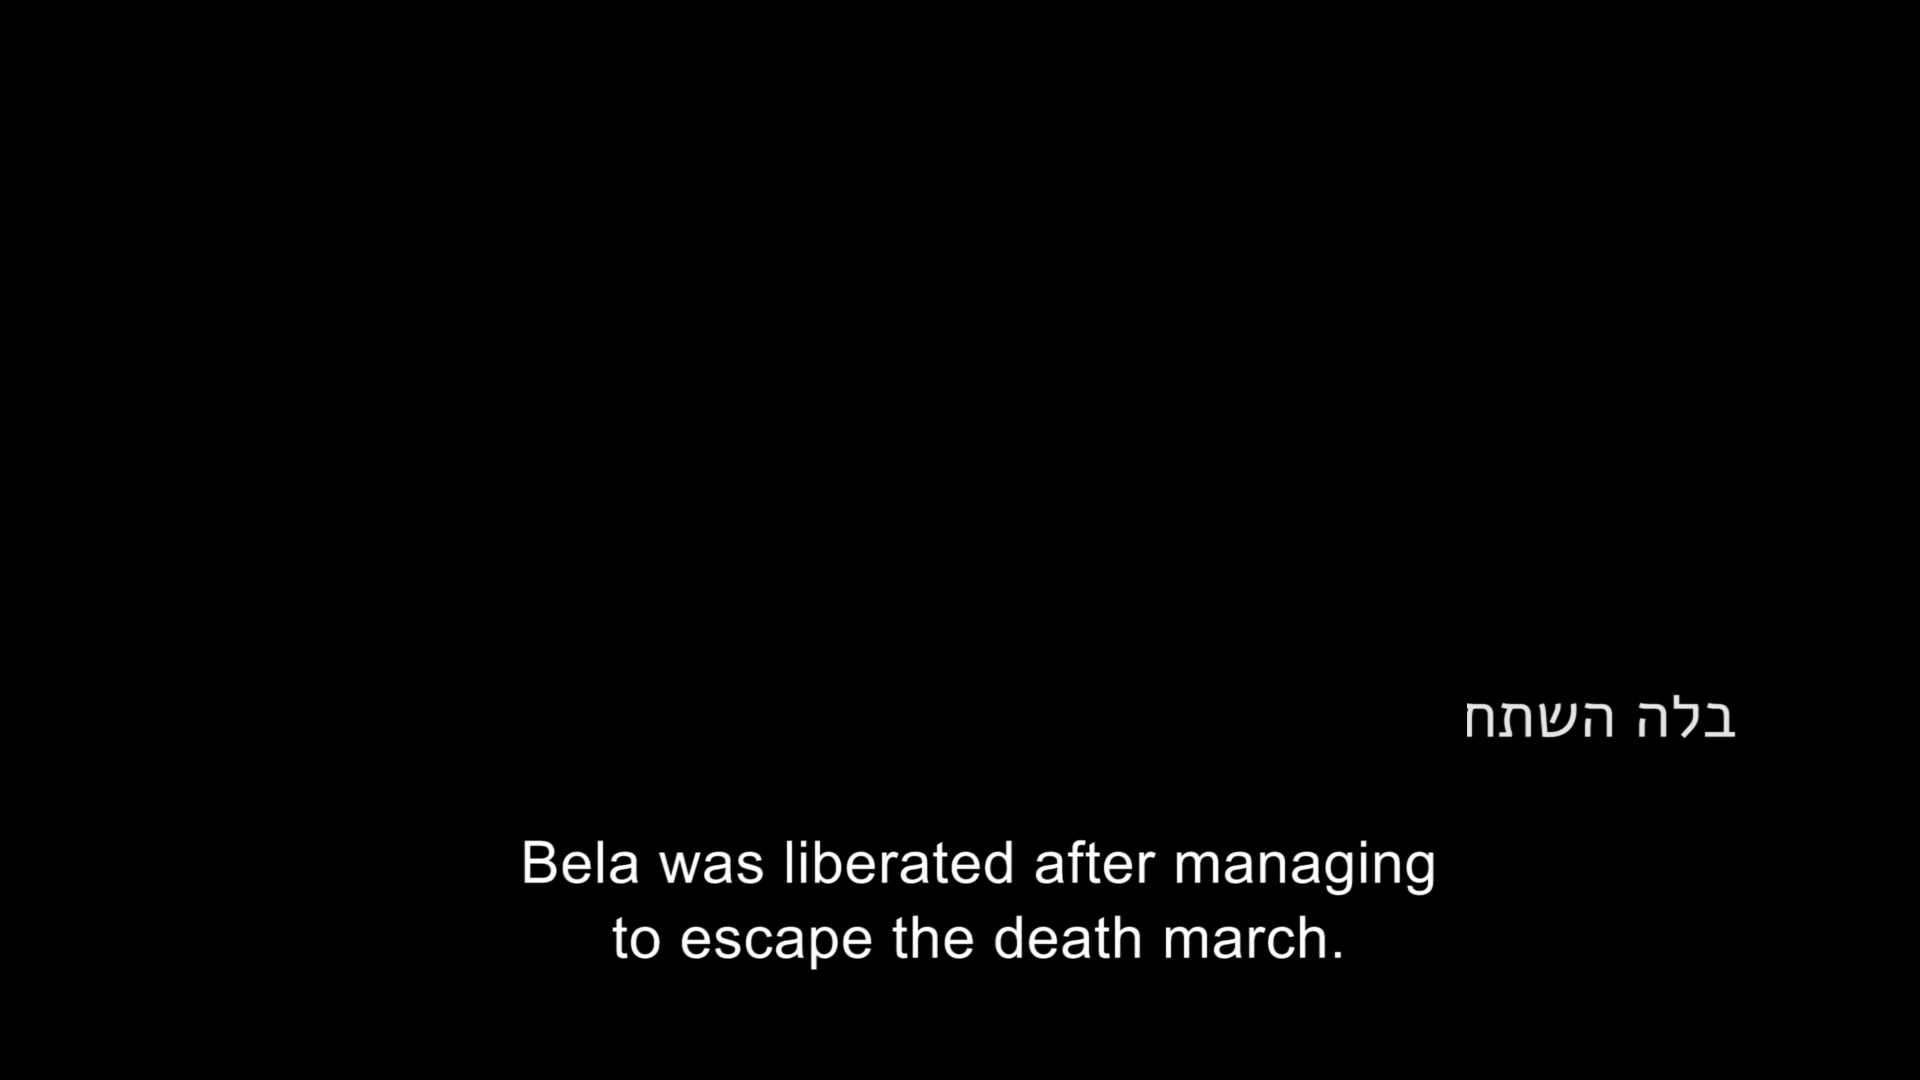 בלה השתח
Bela was liberated after managing
to escape the death march.